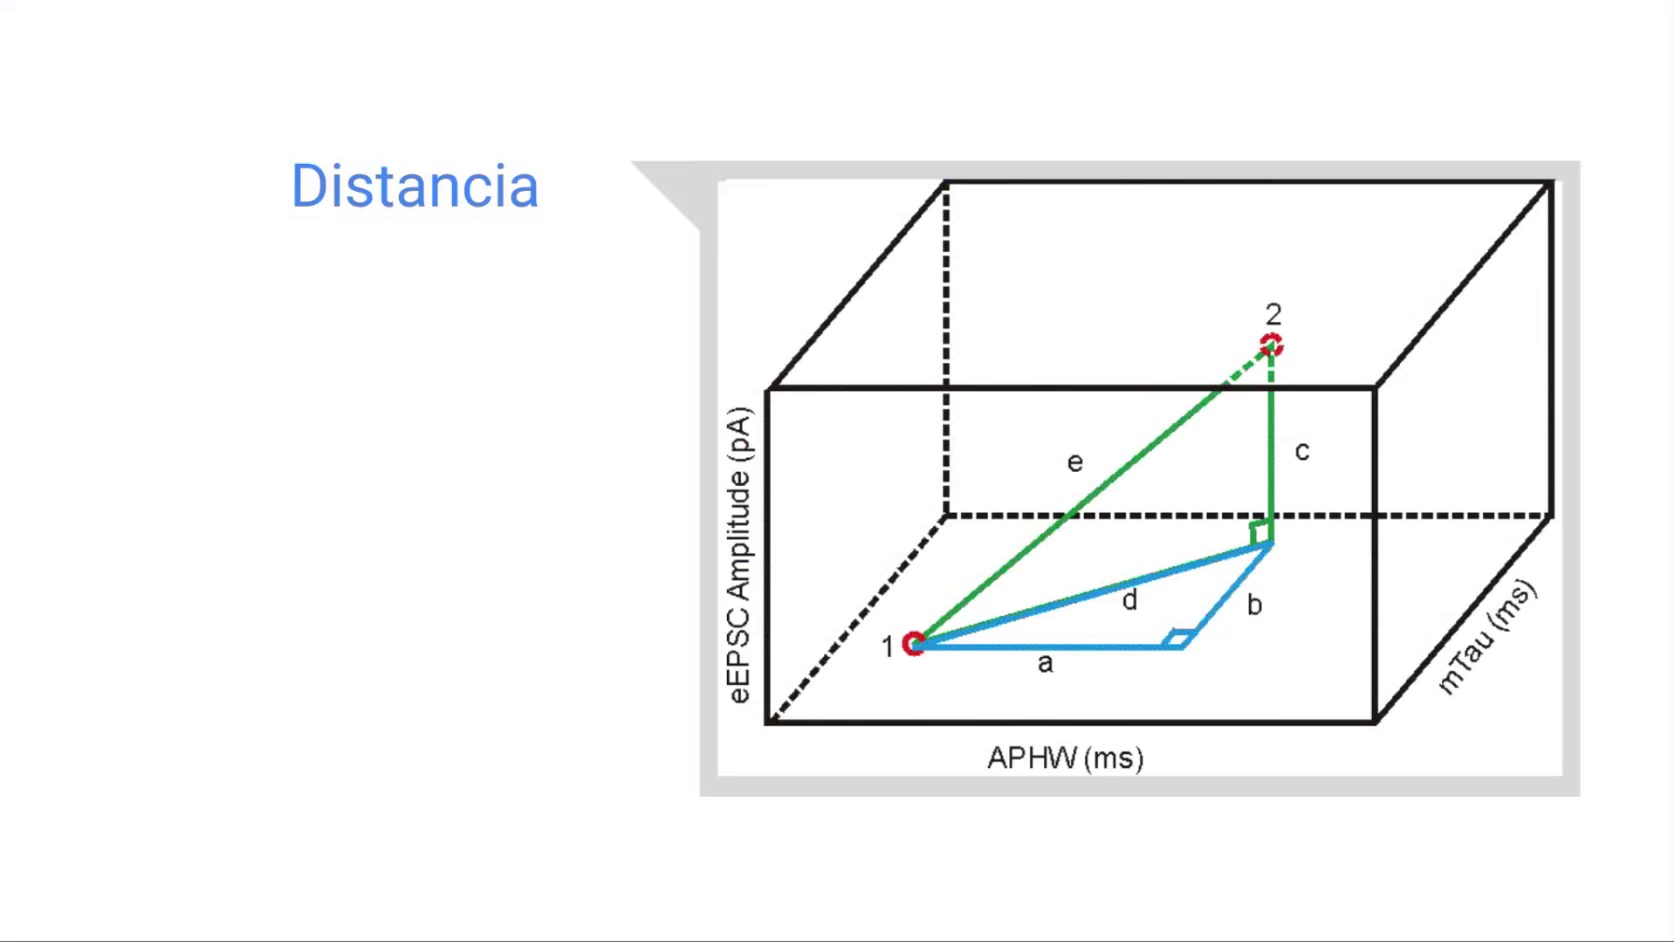 Distancia
2
eEPSC Amplitude (pA)
e
c
d
b
1
a
mTau (ms)
APHW (ms)